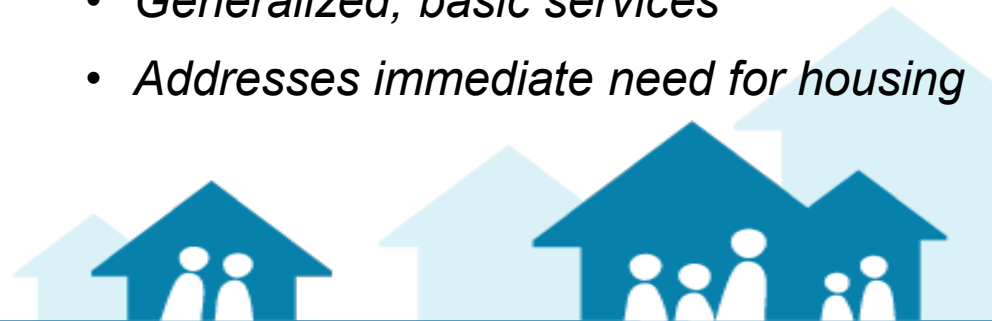 • Generalized, basic services
• Addresses immediate need for housing